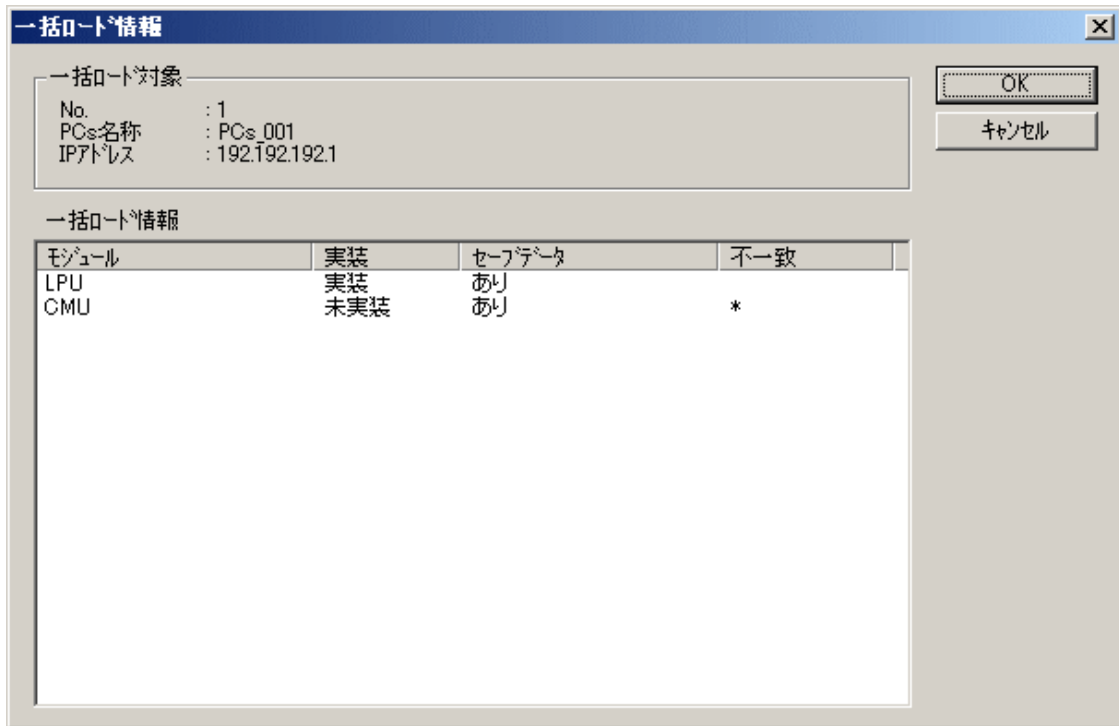 一括ﾛｰﾄﾞ情報
一括ﾛｰﾄﾞ対象
No. : 1
PCs名称 : PCs_001
IPｱﾄﾞﾚｽ : 192.192.192.1
OK
ｷｬﾝｾﾙ
一括ﾛｰﾄﾞ情報
ﾓｼﾞｭｰﾙ 実装 ｾｰﾌﾞﾃﾞｰﾀ 不一致
LPU 実装 あり
CMU 未実装 あり *